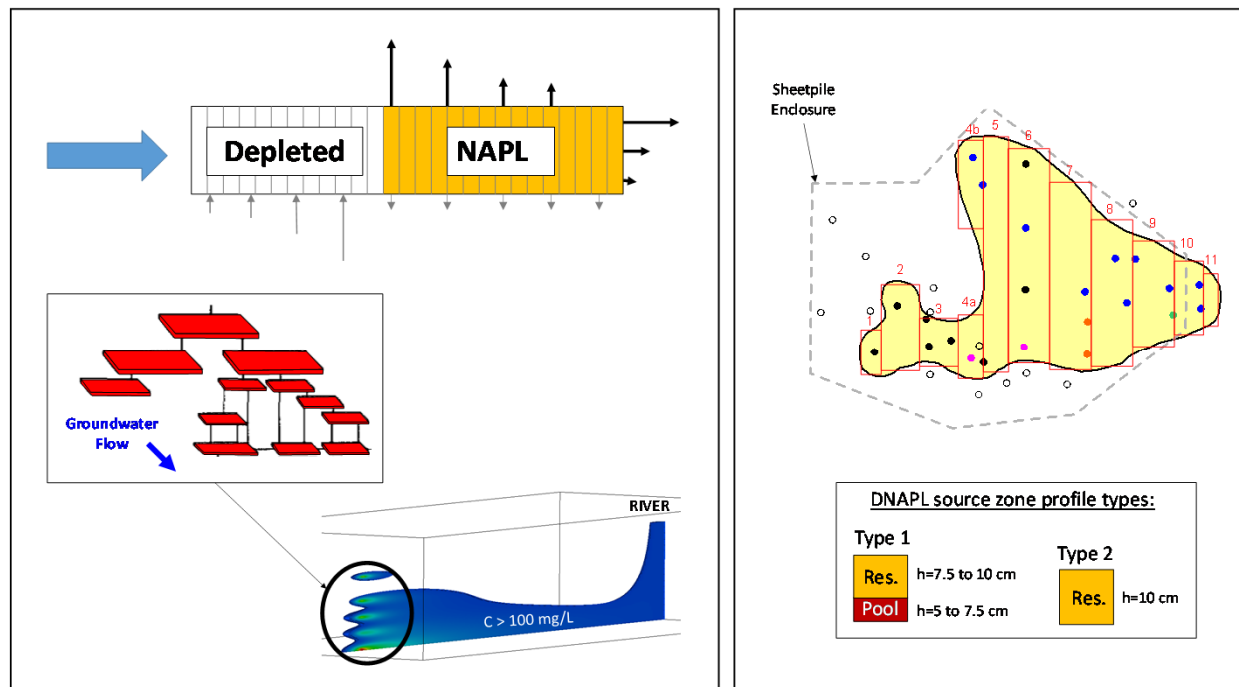 Depleted
NAPL
Groundwater
Flow
RIVER
C > 100 mg/L
Sheetpile
Enclosure
4b
5
6
7
8
9
10
11
2
1
3
4a
DNAPL source zone profile types:
Type 1
Res.
h=7.5 to 10 cm
Pool
h=5 to 7.5 cm
Type 2
Res.
h=10 cm